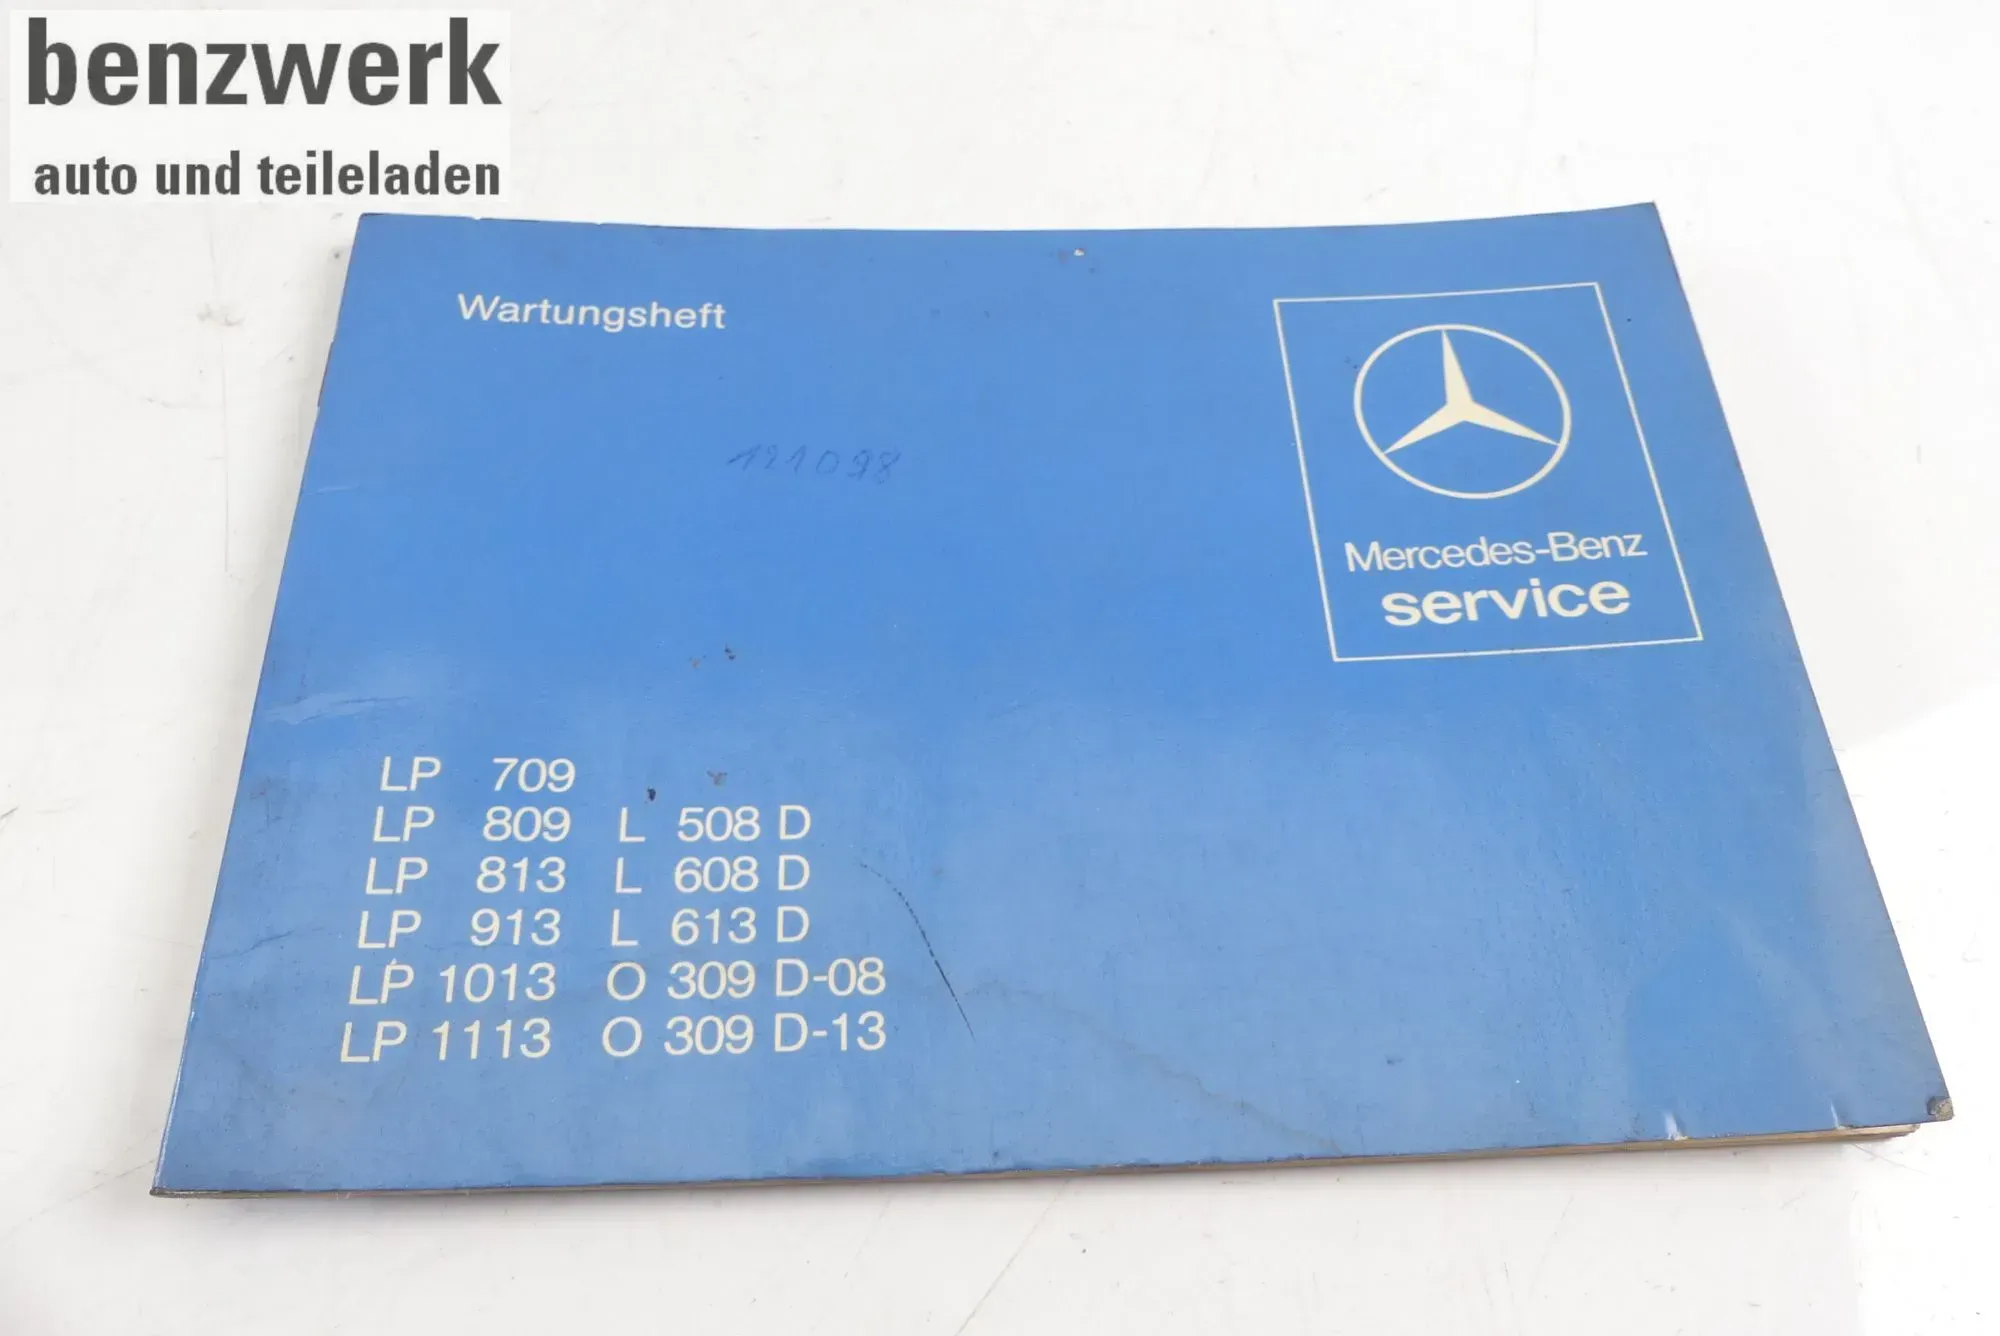 benzwerk
auto und teileladen
Wartungsheft
121098
Mercedes-Benz
service
LP 709
LP 809 L 508 D
LP 813 L 608 D
LP 913 L 613 D
LP 1013 O 309 D-08
LP 1113 O 309 D-13